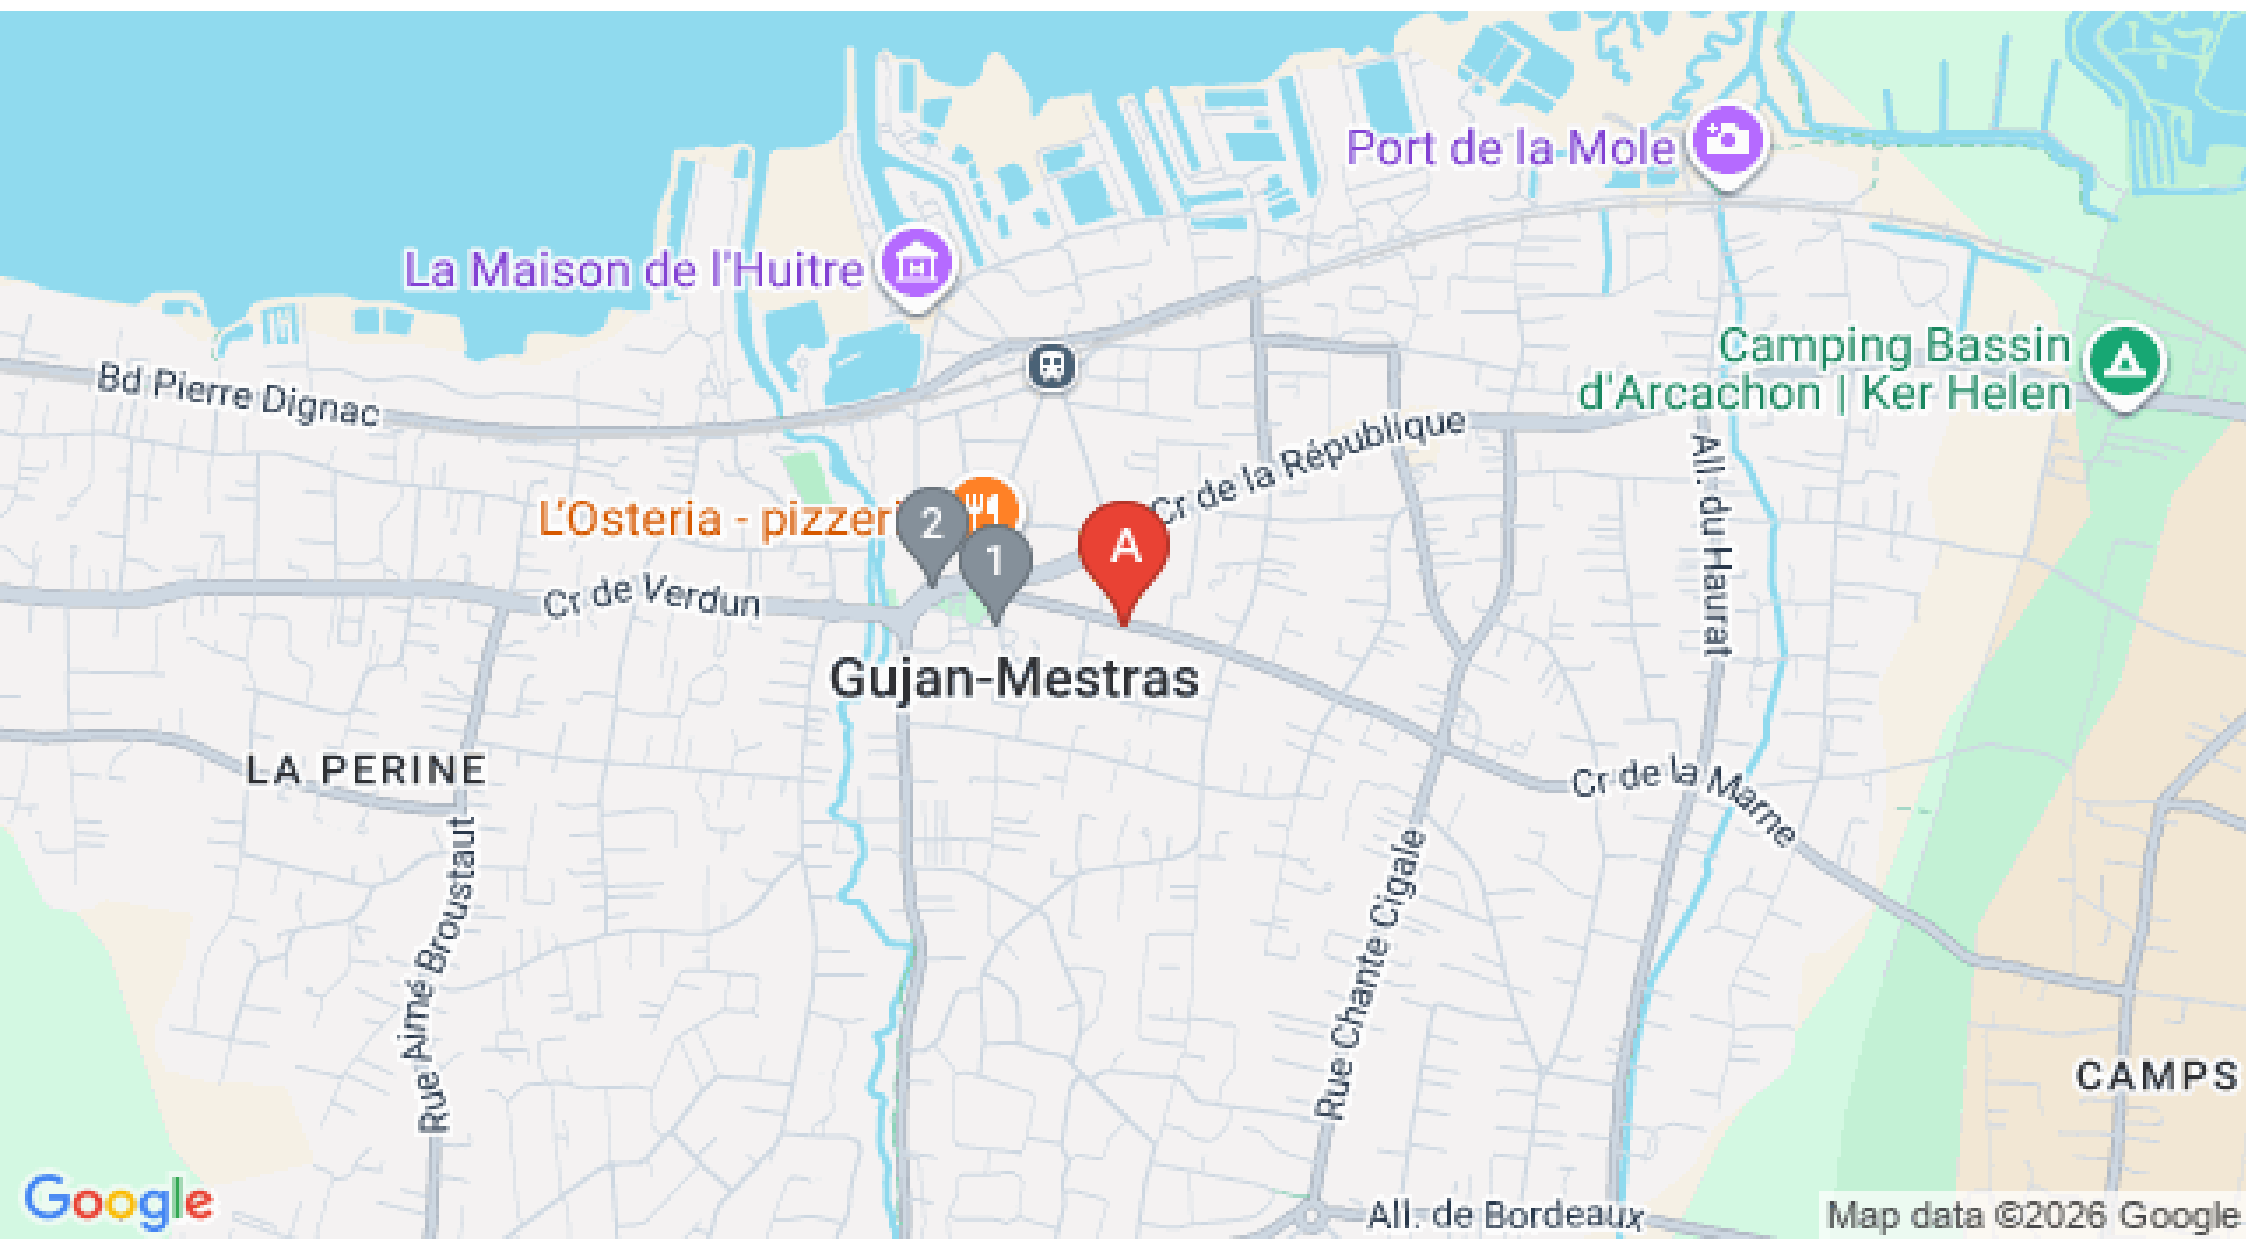 Port de la Mole
La Maison de l'Huitre
Camping Bassin
d'Arcachon | Ker Helen
Bd Pierre Dignac
Cr de la République
All. du Haurat
L'Osteria - pizzeri
2
1
A
Cr de Verdun
Gujan-Mestras
LA PERINE
Cr de la Marne
Rue Aimé Broustaut
Rue Chante Cigale
CAMPS
Google
All. de Bordeaux
Map data ©2026 Google